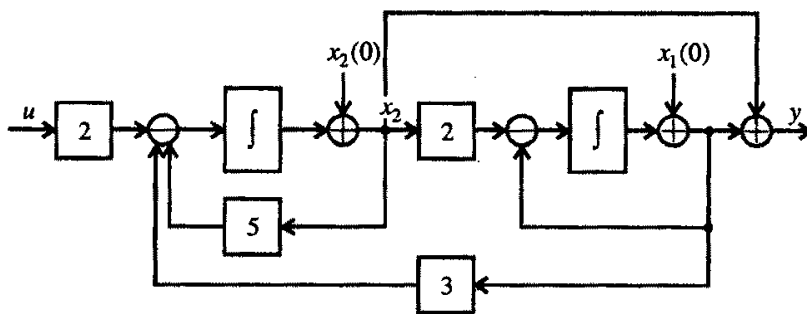 x₂(0) x₁(0)
u 2 ∫ x₂ 2 ∫ y
5
3